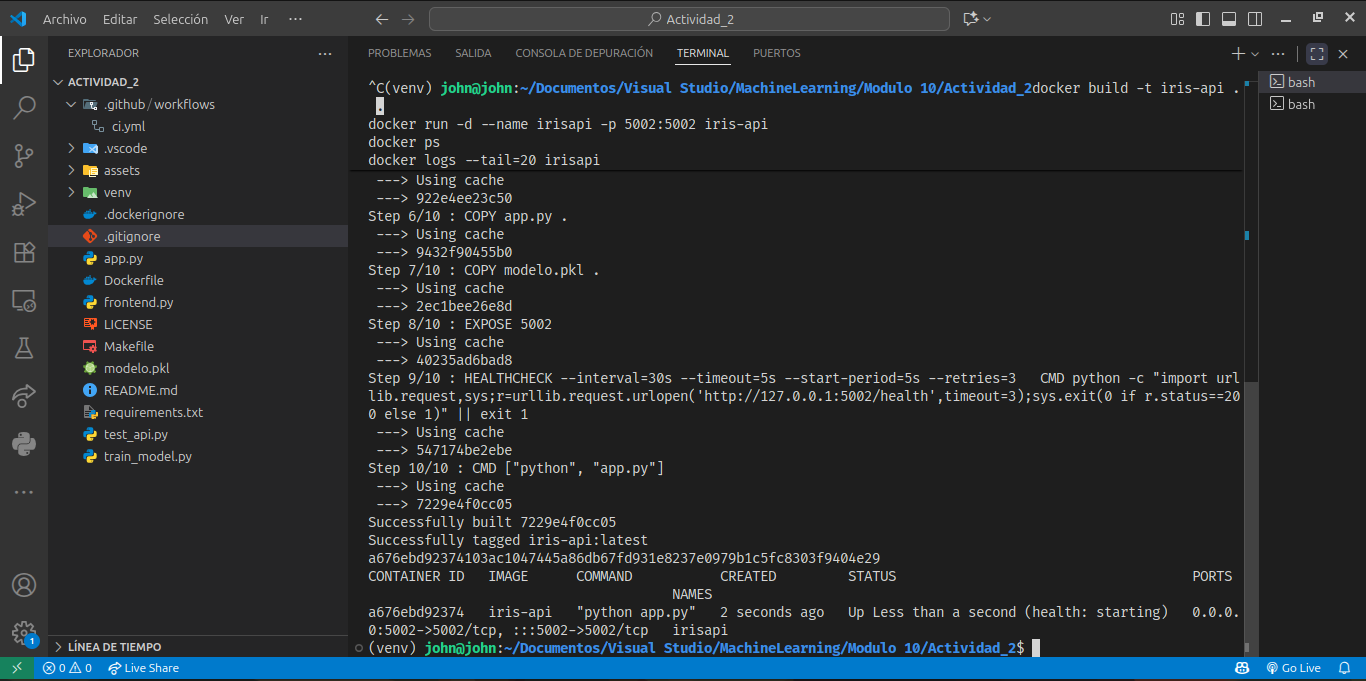 Archivo Editar Selección Ver Ir ··· Actividad_2
EXPLORADOR ···
ACTIVIDAD_2
.github/workflows
ci.yml
.vscode
assets
venv
.dockerignore
.gitignore
app.py
Dockerfile
frontend.py
LICENSE
Makefile
modelo.pkl
README.md
requirements.txt
test_api.py
train_model.py
LÍNEA DE TIEMPO
PROBLEMAS SALIDA CONSOLA DE DEPURACIÓN TERMINAL PUERTOS
bash
bash
^C(venv) john@john:~/Documentos/Visual Studio/MachineLearning/Modulo 10/Actividad_2docker build -t iris-api .
.
docker run -d --name irisapi -p 5002:5002 iris-api
docker ps
docker logs --tail=20 irisapi
---> Using cache
---> 922e4ee23c50
Step 6/10 : COPY app.py .
---> Using cache
---> 9432f90455b0
Step 7/10 : COPY modelo.pkl .
---> Using cache
---> 2ec1bee26e8d
Step 8/10 : EXPOSE 5002
---> Using cache
---> 40235ad6bad8
Step 9/10 : HEALTHCHECK --interval=30s --timeout=5s --start-period=5s --retries=3   CMD python -c "import url
lib.request,sys;r=urllib.request.urlopen('http://127.0.0.1:5002/health',timeout=3);sys.exit(0 if r.status==20
0 else 1)" || exit 1
---> Using cache
---> 547174be2ebe
Step 10/10 : CMD ["python", "app.py"]
---> Using cache
---> 7229e4f0cc05
Successfully built 7229e4f0cc05
Successfully tagged iris-api:latest
a676ebd92374103ac1047445a86db67fd931e8237e0979b1c5fc8303f9404e29
CONTAINER ID   IMAGE      COMMAND           CREATED         STATUS                                     PORTS
NAMES
a676ebd92374   iris-api   "python app.py"   2 seconds ago   Up Less than a second (health: starting)   0.0.0.
0:5002->5002/tcp, :::5002->5002/tcp   irisapi
(venv) john@john:~/Documentos/Visual Studio/MachineLearning/Modulo 10/Actividad_2$
1
0 0 Live Share Go Live